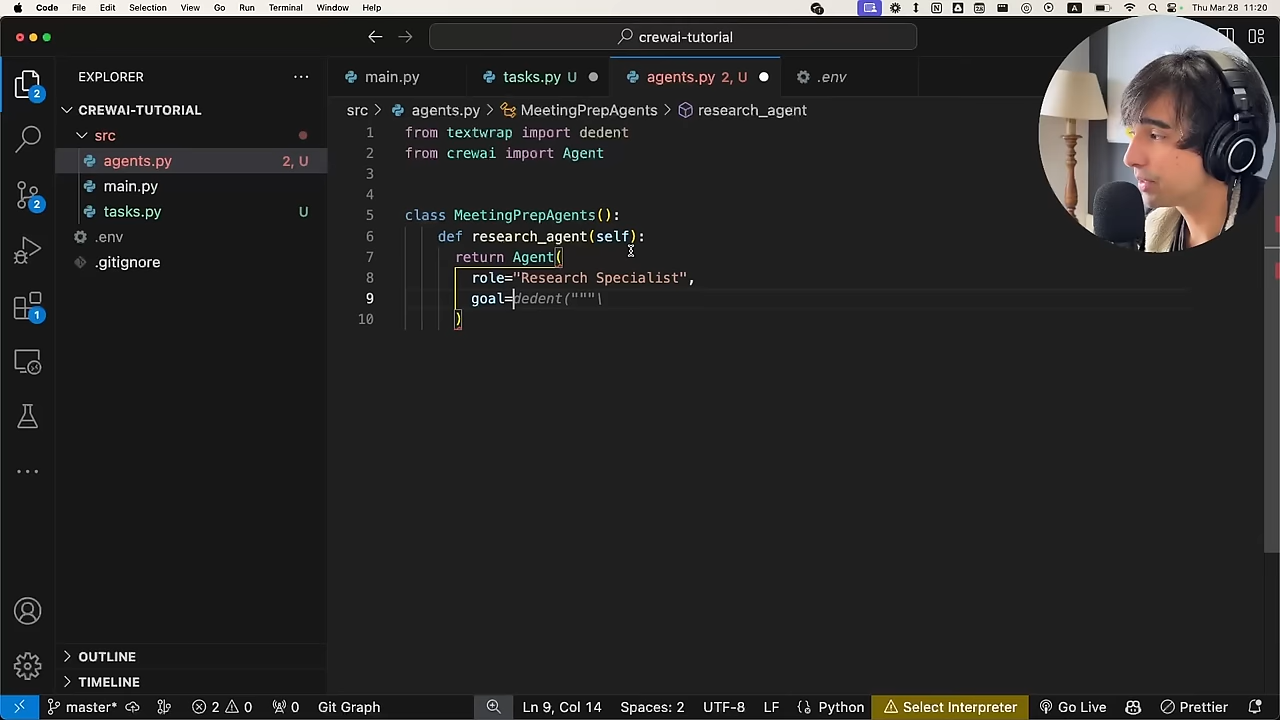 Code File Edit Selection View Go Run Terminal Window Help Thu Mar 28 11:20
crewai-tutorial
EXPLORER
main.py tasks.py U agents.py 2, U .env
CREWAI-TUTORIAL
src > agents.py > MeetingPrepAgents > research_agent
src
agents.py 2, U
main.py
tasks.py U
.env
.gitignore
2
2
1
1 from textwrap import dedent
2 from crewai import Agent
3
4
5 class MeetingPrepAgents():
6 def research_agent(self):
7 return Agent(
8 role="Research Specialist",
9 goal=dedent("""\
10 )
OUTLINE
TIMELINE
master* 2 0 0 Git Graph Ln 9, Col 14 Spaces: 2 UTF-8 LF Python Select Interpreter Go Live Prettier